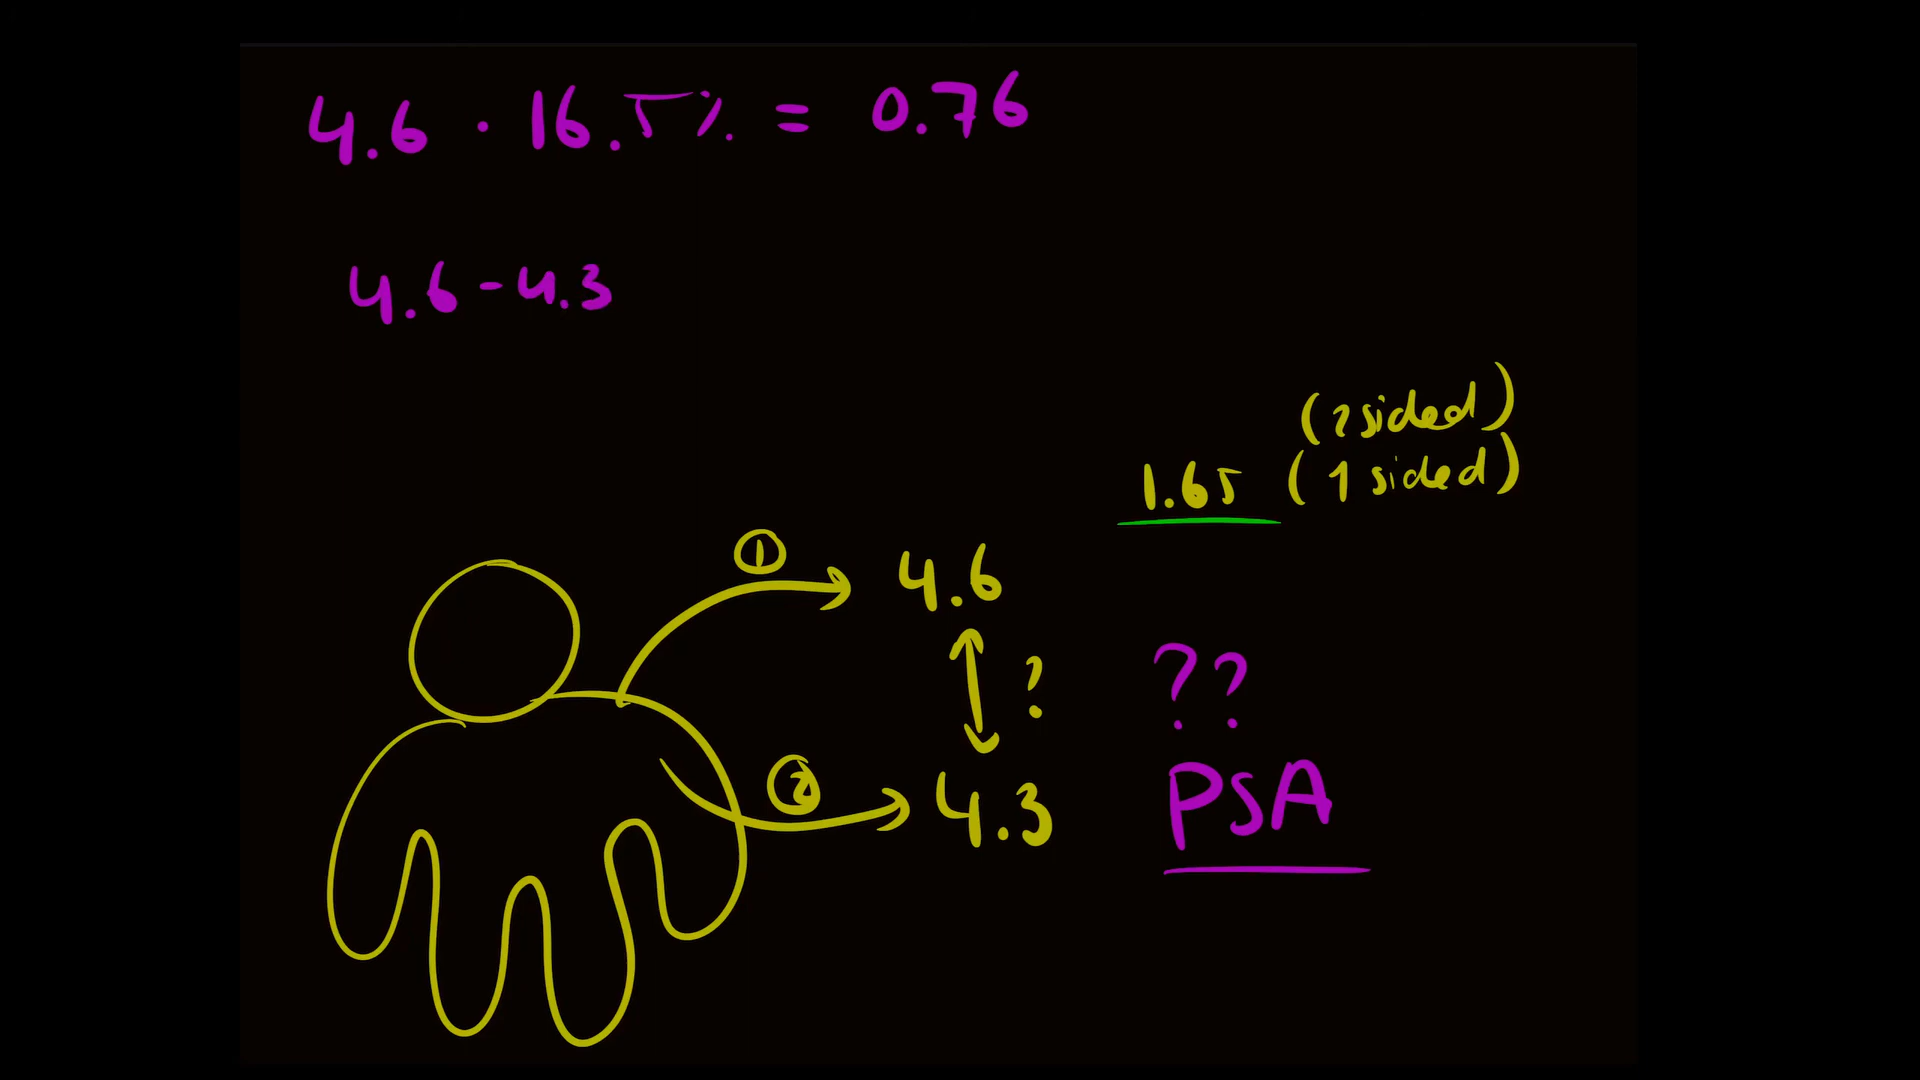 4.6 · 16.5% = 0.76
4.6 - 4.3
(2 sided)
1.65 (1 sided)
1
4.6
?
??
2
4.3
PSA